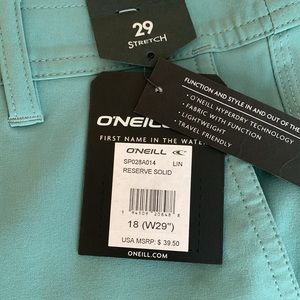 29
STRETCH
FUNCTION AND STYLE IN AND OUT OF THE
• O'NEILL HYPERDRY TECHNOLOGY
• FABRIC WITH FUNCTION
• LIGHTWEIGHT
• TRAVEL FRIENDLY
O'NEILL
FIRST NAME IN THE WATER
SP028A014 LIN
RESERVE SOLID
18 (W29")
USA MSRP: $ 39.50
ONEILL.COM